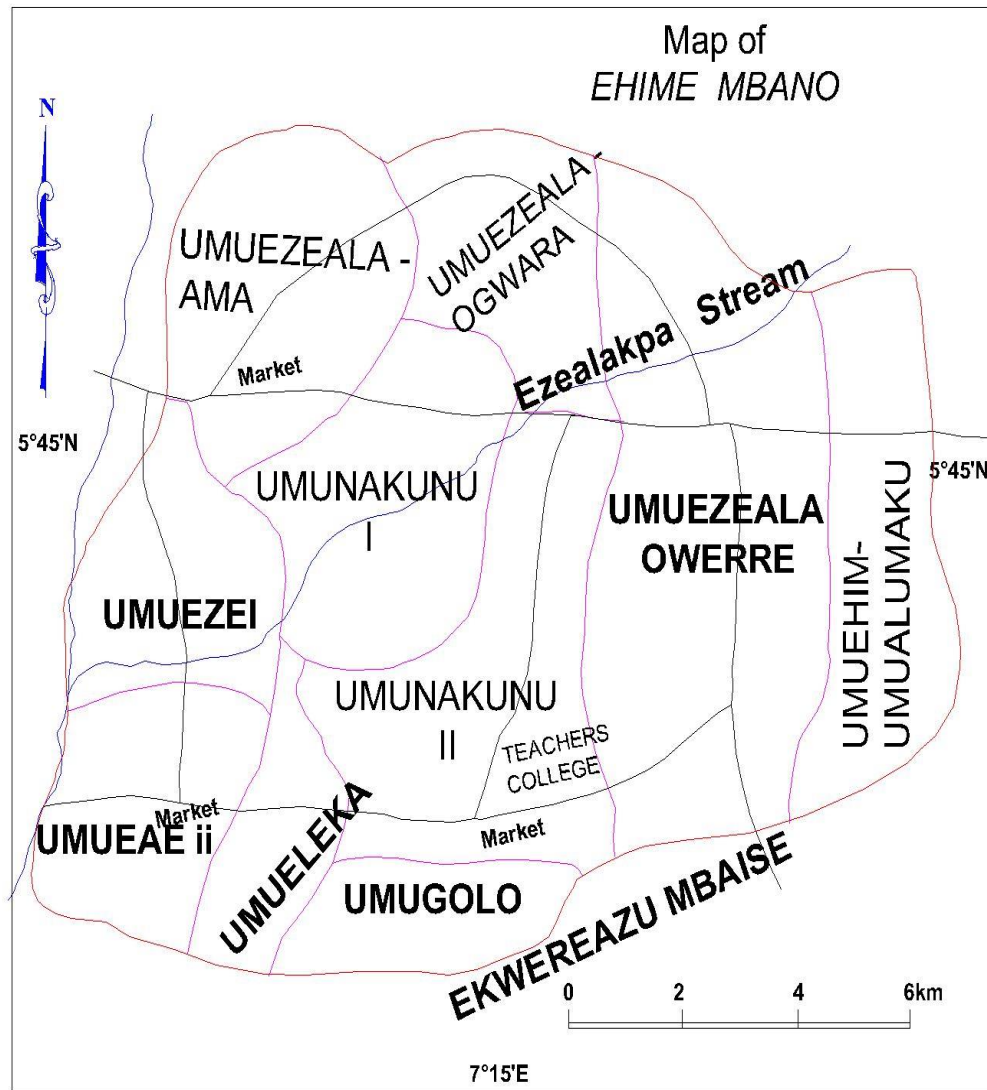 Map of
EHIME MBANO
N
UMUEZEALA -
AMA
UMUEZEALA -
OGWARA
Ezealakpa Stream
Market
5°45'N
5°45'N
UMUNAKUNU
I
UMUEZEALA
OWERRE
UMUEHIM-
UMUALUMAKU
UMUEZEI
UMUNAKUNU
II
TEACHERS
COLLEGE
Market
Market
UMUEAE ii
UMUELEKA
UMUGOLO
EKWEREAZU MBAISE
0 2 4 6km
7°15'E